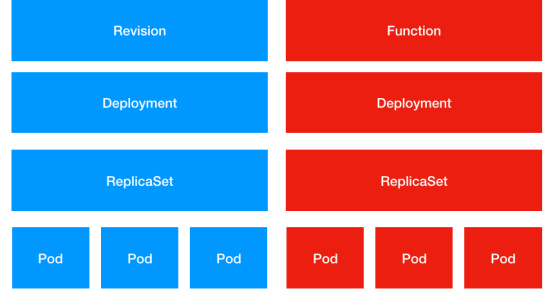 Revision Function
Deployment Deployment
ReplicaSet ReplicaSet
Pod Pod Pod Pod Pod Pod